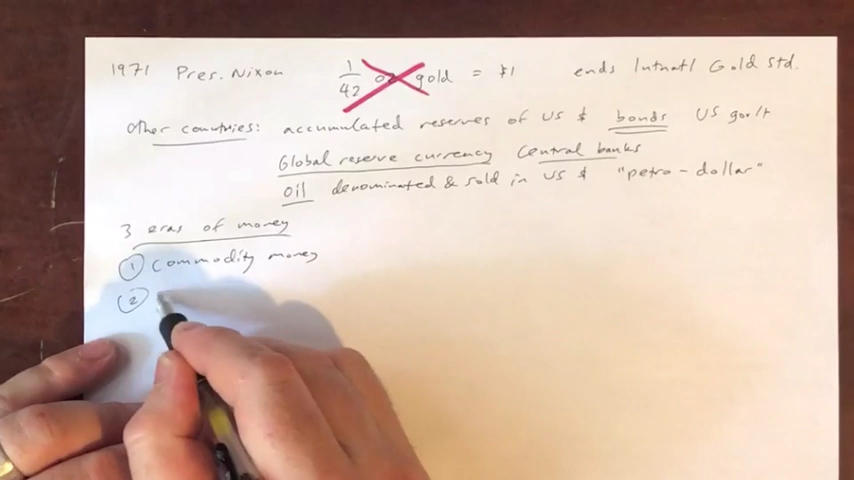 1971 Pres. Nixon 1/42 oz gold = $1 ends Intnatl Gold Std.
Other countries: accumulated reserves of US $ bonds US gov't
Global reserve currency Central banks
Oil denominated & sold in US $ "petro-dollar"
3 eras of money
1 Commodity money
2